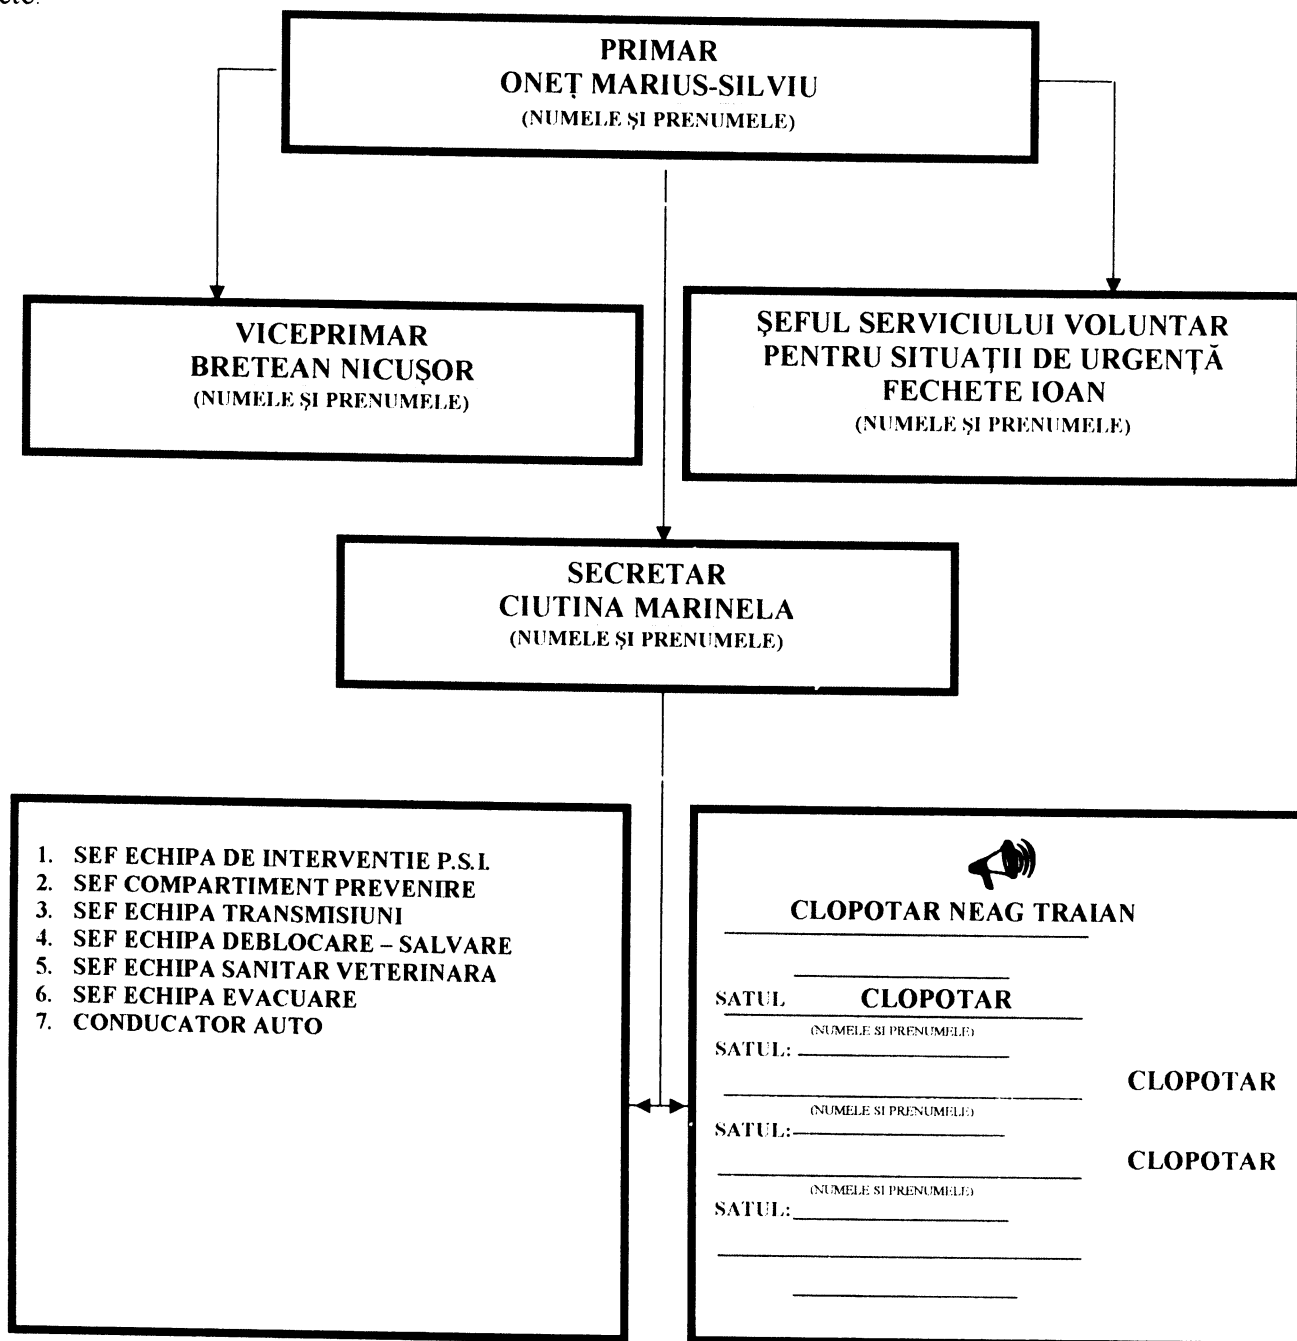 PRIMAR
ONEȚ MARIUS-SILVIU
(NUMELE ȘI PRENUMELE)
VICEPRIMAR
BRETEAN NICUȘOR
(NUMELE ȘI PRENUMELE)
ȘEFUL SERVICIULUI VOLUNTAR
PENTRU SITUAȚII DE URGENȚĂ
FECHETE IOAN
(NUMELE ȘI PRENUMELE)
SECRETAR
CIUTINA MARINELA
(NUMELE ȘI PRENUMELE)
1. SEF ECHIPA DE INTERVENTIE P.S.I.
2. SEF COMPARTIMENT PREVENIRE
3. SEF ECHIPA TRANSMISIUNI
4. SEF ECHIPA DEBLOCARE – SALVARE
5. SEF ECHIPA SANITAR VETERINARA
6. SEF ECHIPA EVACUARE
7. CONDUCATOR AUTO
CLOPOTAR NEAG TRAIAN
SATUL CLOPOTAR
(NUMELE SI PRENUMELE)
SATUL:
CLOPOTAR
(NUMELE SI PRENUMELE)
SATUL:
CLOPOTAR
(NUMELE SI PRENUMELE)
SATUL: